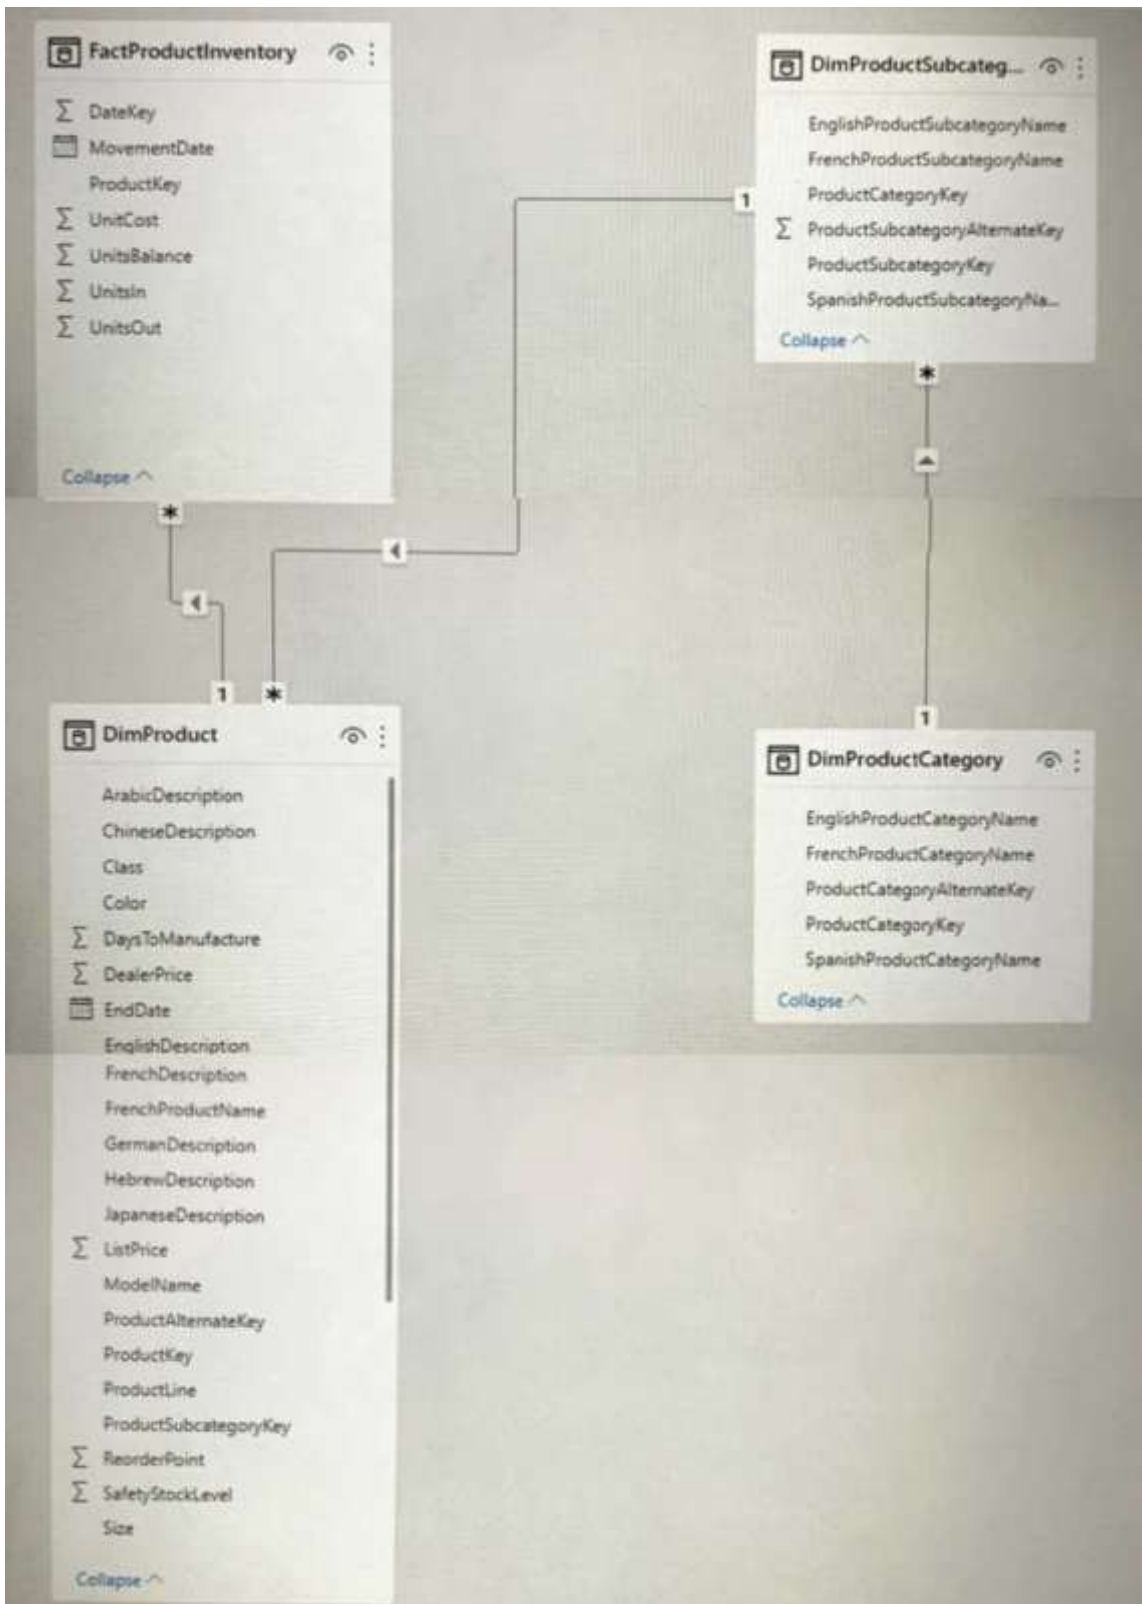 FactProductInventory
DateKey
MovementDate
ProductKey
UnitCost
UnitsBalance
UnitsIn
UnitsOut
Collapse
*
DimProductSubcateg...
EnglishProductSubcategoryName
FrenchProductSubcategoryName
ProductCategoryKey
ProductSubcategoryAlternateKey
ProductSubcategoryKey
SpanishProductSubcategoryNa...
Collapse
1
*
1
*
DimProduct
ArabicDescription
ChineseDescription
Class
Color
DaysToManufacture
DealerPrice
EndDate
EnglishDescription
FrenchDescription
FrenchProductName
GermanDescription
HebrewDescription
JapaneseDescription
ListPrice
ModelName
ProductAlternateKey
ProductKey
ProductLine
ProductSubcategoryKey
ReorderPoint
SafetyStockLevel
Size
Collapse
1
DimProductCategory
EnglishProductCategoryName
FrenchProductCategoryName
ProductCategoryAlternateKey
ProductCategoryKey
SpanishProductCategoryName
Collapse